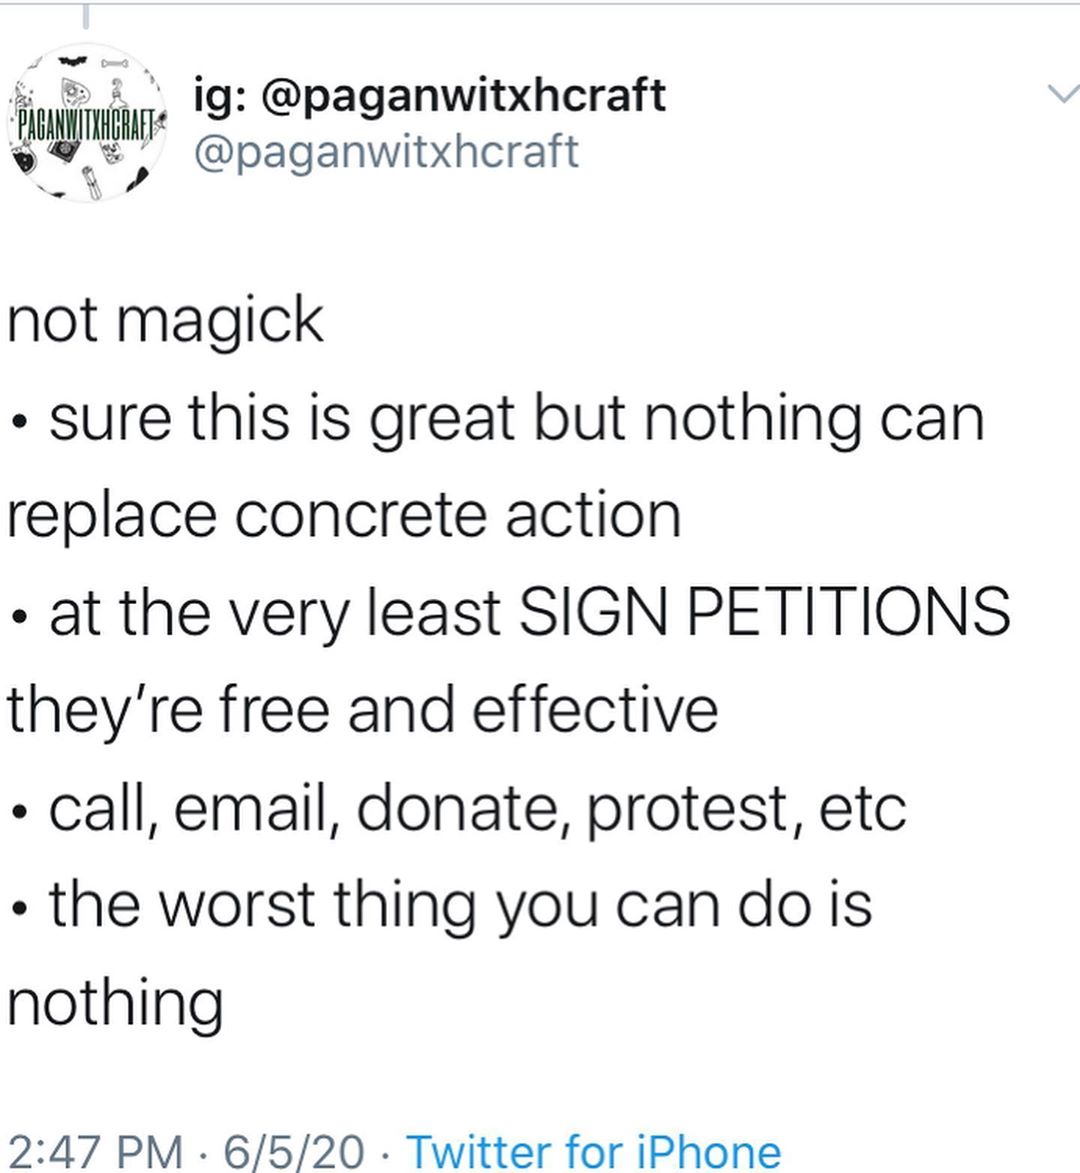 PAGANWITXHCRAFT
ig: @paganwitxhcraft
@paganwitxhcraft
not magick
• sure this is great but nothing can
replace concrete action
• at the very least SIGN PETITIONS
they’re free and effective
• call, email, donate, protest, etc
• the worst thing you can do is
nothing
2:47 PM · 6/5/20 · Twitter for iPhone